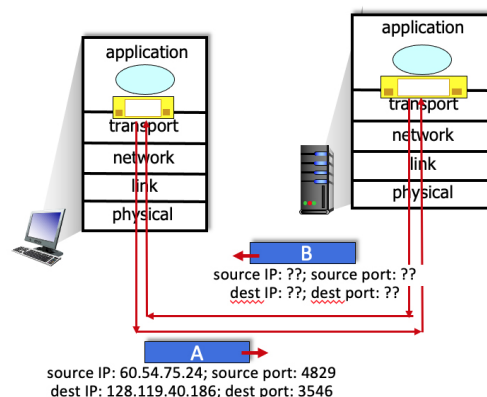 application
transport
network
link
physical
application
transport
network
link
physical
B
source IP: ??; source port: ??
dest IP: ??; dest port: ??
A
source IP: 60.54.75.24; source port: 4829
dest IP: 128.119.40.186; dest port: 3546